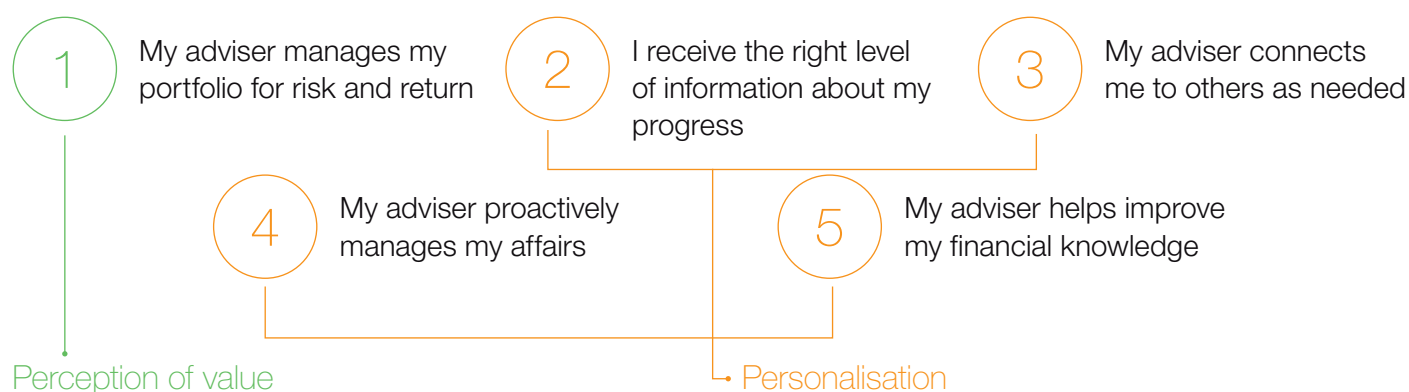 1
My adviser manages my
portfolio for risk and return
2
I receive the right level
of information about my
progress
3
My adviser connects
me to others as needed
4
My adviser proactively
manages my affairs
5
My adviser helps improve
my financial knowledge
Perception of value
Personalisation